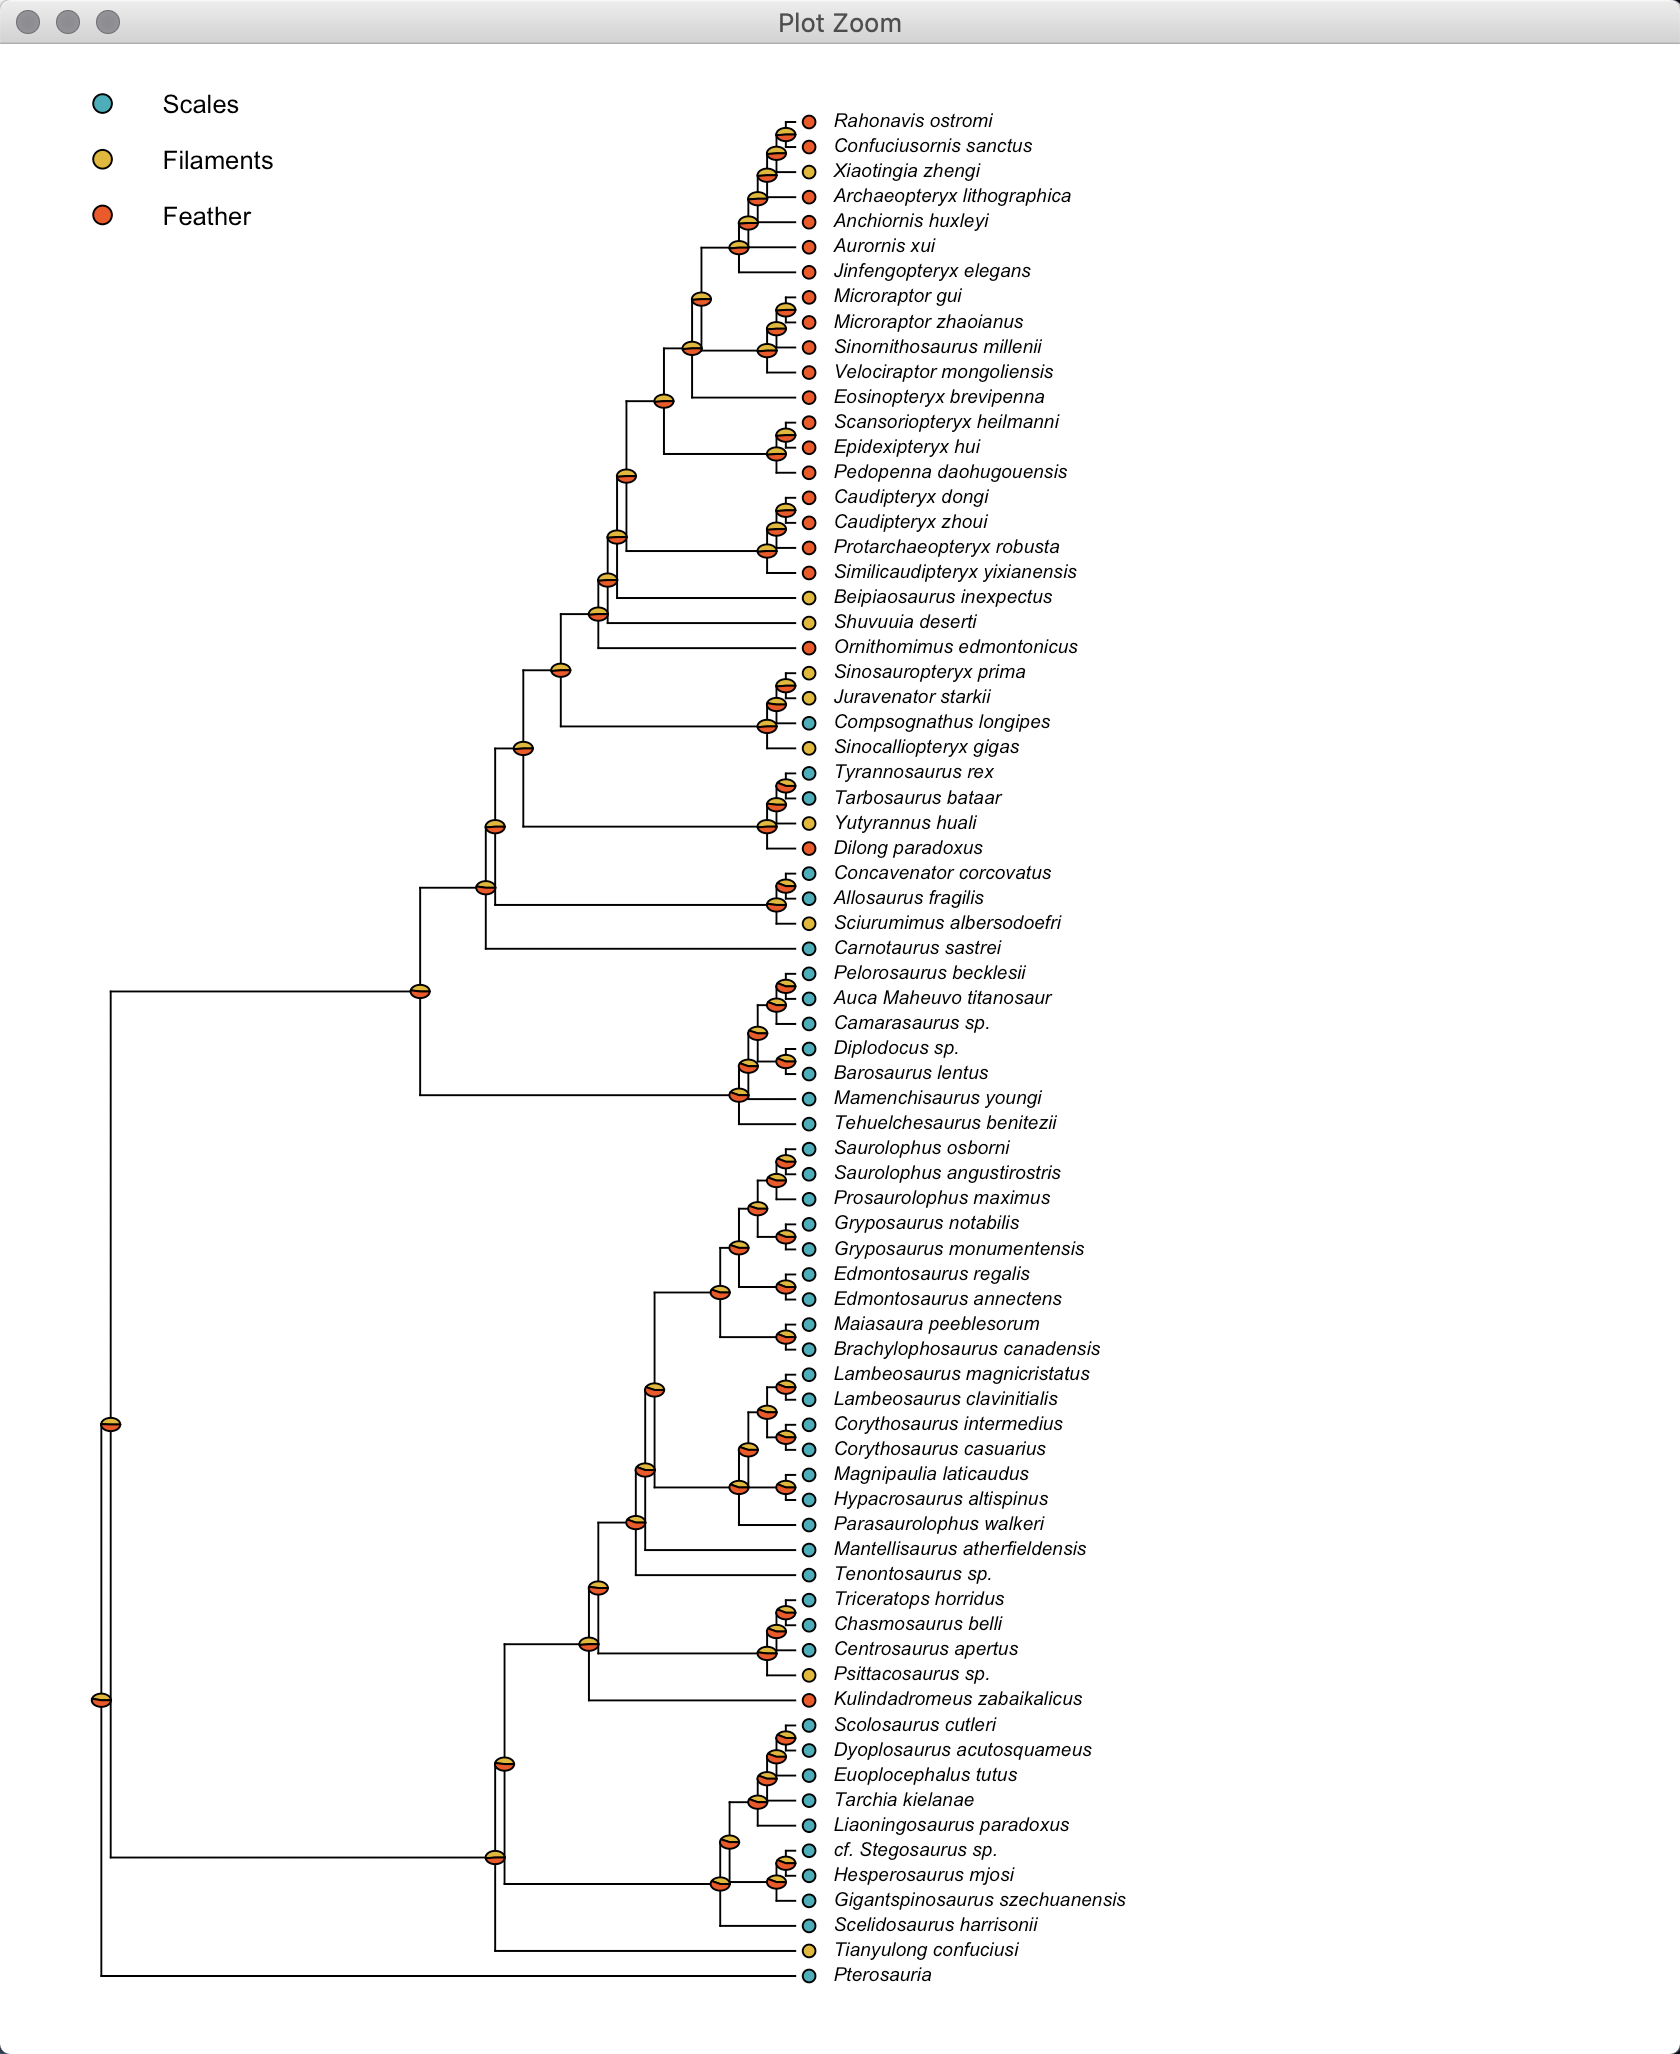 Plot Zoom
Scales
Filaments
Feather
Rahonavis ostromi
Confuciusornis sanctus
Xiaotingia zhengi
Archaeopteryx lithographica
Anchiornis huxleyi
Aurornis xui
Jinfengopteryx elegans
Microraptor gui
Microraptor zhaoianus
Sinornithosaurus millenii
Velociraptor mongoliensis
Eosinopteryx brevipenna
Scansoriopteryx heilmanni
Epidexipteryx hui
Pedopenna daohugouensis
Caudipteryx dongi
Caudipteryx zhoui
Protarchaeopteryx robusta
Similicaudipteryx yixianensis
Beipiaosaurus inexpectus
Shuvuuia deserti
Ornithomimus edmontonicus
Sinosauropteryx prima
Juravenator starkii
Compsognathus longipes
Sinocalliopteryx gigas
Tyrannosaurus rex
Tarbosaurus bataar
Yutyrannus huali
Dilong paradoxus
Concavenator corcovatus
Allosaurus fragilis
Sciurumimus albersodoefri
Carnotaurus sastrei
Pelorosaurus becklesii
Auca Maheuvo titanosaur
Camarasaurus sp.
Diplodocus sp.
Barosaurus lentus
Mamenchisaurus youngi
Tehuelchesaurus benitezii
Saurolophus osborni
Saurolophus angustirostris
Prosaurolophus maximus
Gryposaurus notabilis
Gryposaurus monumentensis
Edmontosaurus regalis
Edmontosaurus annectens
Maiasaura peeblesorum
Brachylophosaurus canadensis
Lambeosaurus magnicristatus
Lambeosaurus clavinitialis
Corythosaurus intermedius
Corythosaurus casuarius
Magnipaulia laticaudus
Hypacrosaurus altispinus
Parasaurolophus walkeri
Mantellisaurus atherfieldensis
Tenontosaurus sp.
Triceratops horridus
Chasmosaurus belli
Centrosaurus apertus
Psittacosaurus sp.
Kulindadromeus zabaikalicus
Scolosaurus cutleri
Dyoplosaurus acutosquameus
Euoplocephalus tutus
Tarchia kielanae
Liaoningosaurus paradoxus
cf. Stegosaurus sp.
Hesperosaurus mjosi
Gigantspinosaurus szechuanensis
Scelidosaurus harrisonii
Tianyulong confuciusi
Pterosauria